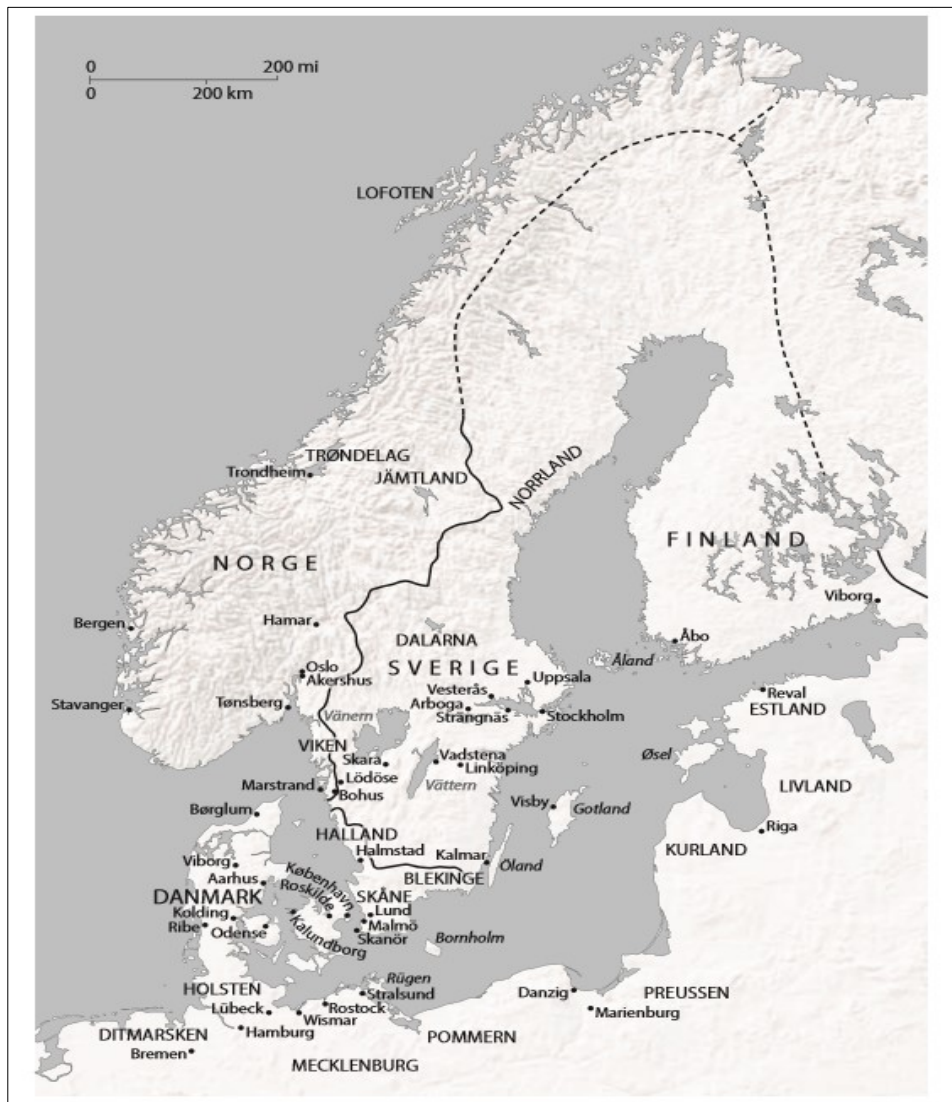 0 200 mi
0 200 km
LOFOTEN
TRØNDELAG
Trondheim
JÄMTLAND
NORRLAND
NORGE
FINLAND
Viborg
Bergen
Hamar
Åbo
DALARNA
Åland
SVERIGE
Oslo
Akershus
Uppsala
Vesterås
Reval
Stavanger
Tønsberg
Arboga
ESTLAND
Strängnäs
Stockholm
Vänern
VIKEN
Øsel
Skara
Vadstena
Linköping
Lödöse
Vättern
LIVLAND
Marstrand
Bohus
Visby
Gotland
Børglum
Riga
HALLAND
KURLAND
Halmstad
Kalmar
Öland
Viborg
Aarhus
København
BLEKINGE
Roskilde
DANMARK
SKÅNE
Kolding
Lund
Ribe
Malmö
Odense
Kalundborg
Skanör
Bornholm
Rügen
HOLSTEN
Stralsund
Danzig
PREUSSEN
Lübeck
Rostock
Marienburg
Wismar
Hamburg
DITMARSKEN
POMMERN
Bremen
MECKLENBURG